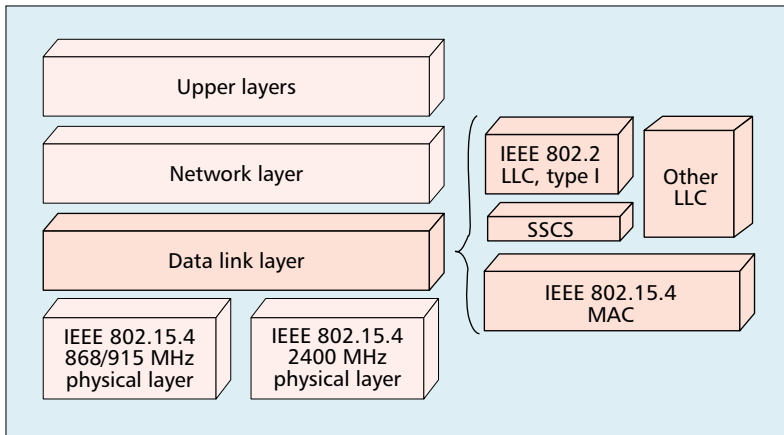 Upper layers
Network layer
Data link layer
IEEE 802.15.4
868/915 MHz
physical layer
IEEE 802.15.4
2400 MHz
physical layer
IEEE 802.2
LLC, type I
Other
LLC
SSCS
IEEE 802.15.4
MAC